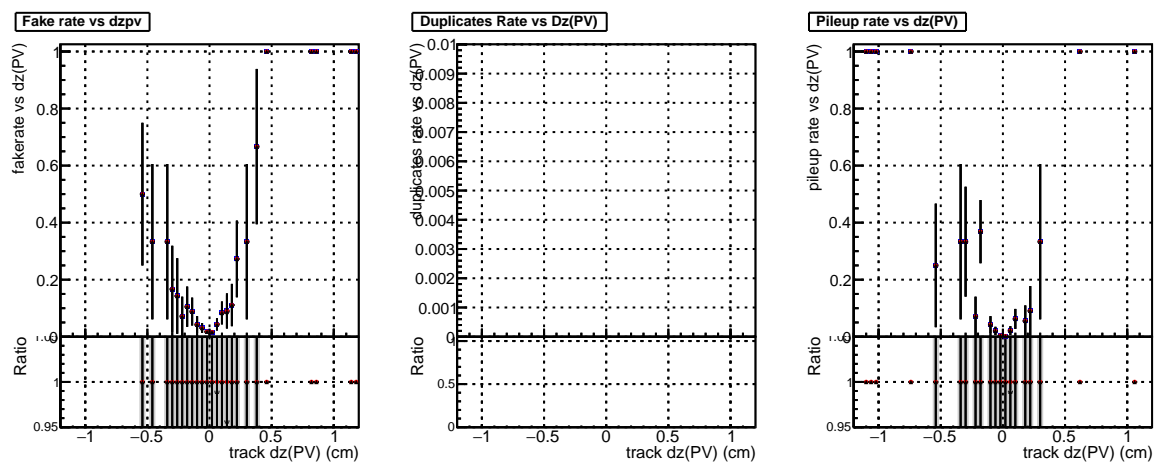 Fake rate vs dzpv
fakerate vs dz(PV)
1
0.8
0.6
0.4
0.2
0
Ratio
1
0.95
−1 −0.5 0 0.5 1
track dz(PV) (cm)
Duplicates Rate vs Dz(PV)
duplicates rate vs dz(PV)
0.01
0.009
0.008
0.007
0.006
0.005
0.004
0.003
0.002
0.001
0
Ratio
1
0.5
0
−1 −0.5 0 0.5 1
track dz(PV) (cm)
Pileup rate vs dz(PV)
pileup rate vs dz(PV)
1
0.8
0.6
0.4
0.2
0
Ratio
1
0.95
−1 −0.5 0 0.5 1
track dz(PV) (cm)